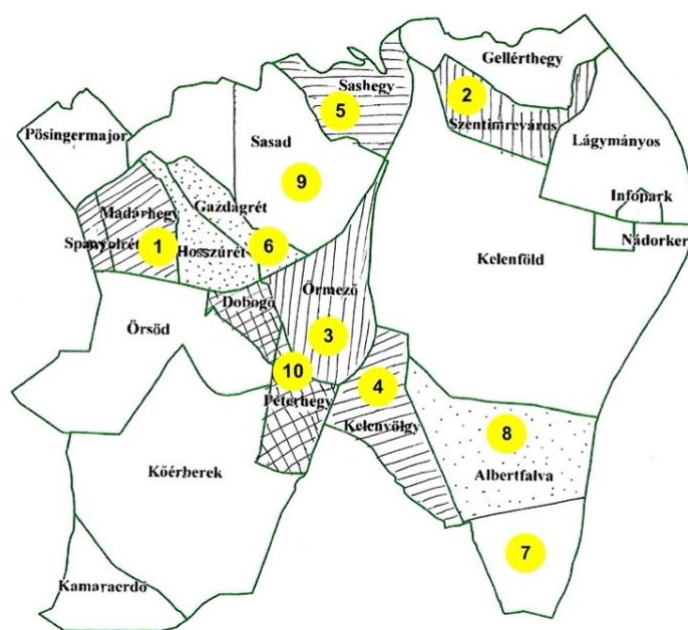 Gellérthegy
Sashegy
5
2
Szentimreváros
Pösingermajor
Sasad
Lágymányos
9
Infopark
Gazdagrét
Madárhegy
Spanyolrét
1
Hosszúrét
6
Nádorkert
Kelenföld
Dobogó
Őrmező
Örsöd
3
10
4
Péterhegy
Kelenvölgy
8
Kőérberek
Albertfalva
7
Kamaraerdő